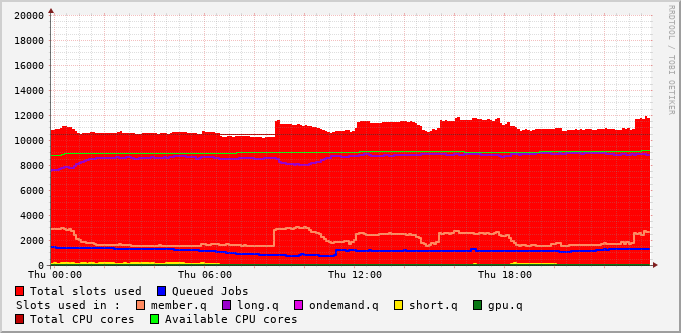 20000
18000
16000
14000
12000
10000
8000
6000
4000
2000
0
Thu 00:00 Thu 06:00 Thu 12:00 Thu 18:00
RRDTOOL / TOBI OETIKER
Total slots used Queued Jobs
Slots used in : member.q long.q ondemand.q short.q gpu.q
Total CPU cores Available CPU cores